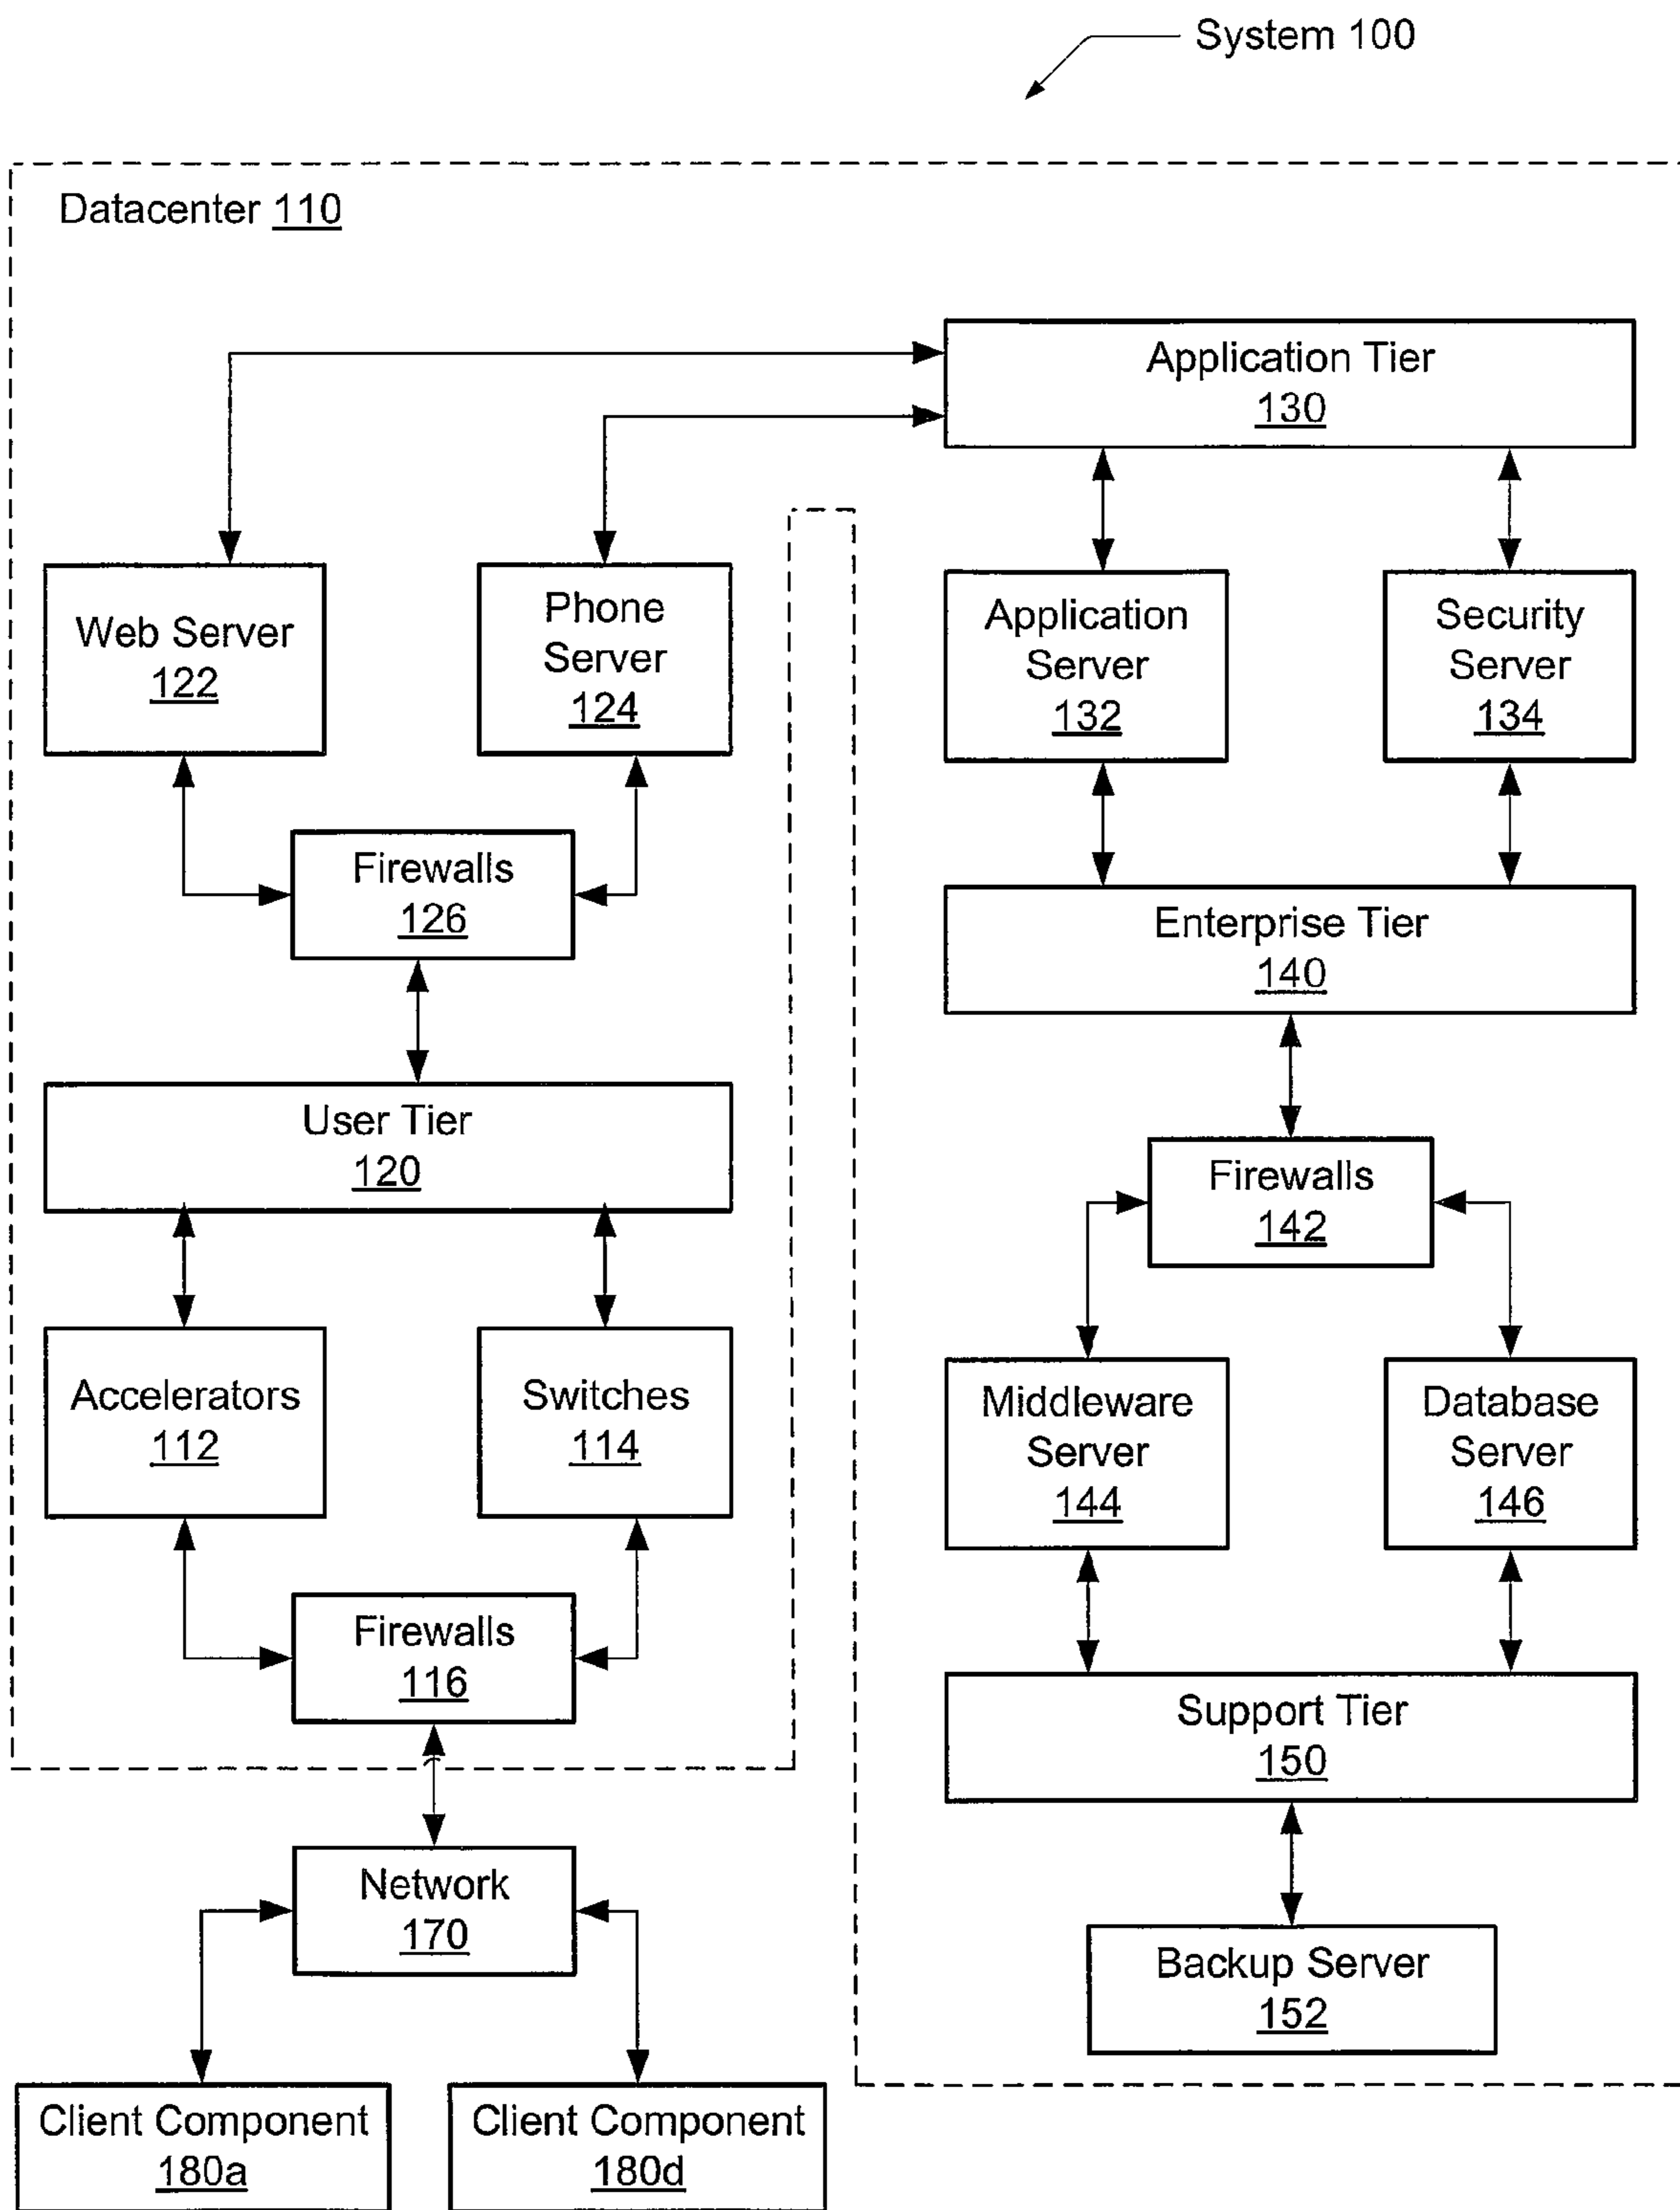 System 100
Datacenter 110
Application Tier
130
Web Server
122
Phone
Server
124
Application
Server
132
Security
Server
134
Firewalls
126
Enterprise Tier
140
User Tier
120
Firewalls
142
Accelerators
112
Switches
114
Middleware
Server
144
Database
Server
146
Firewalls
116
Support Tier
150
Network
170
Backup Server
152
Client Component
180a
Client Component
180d